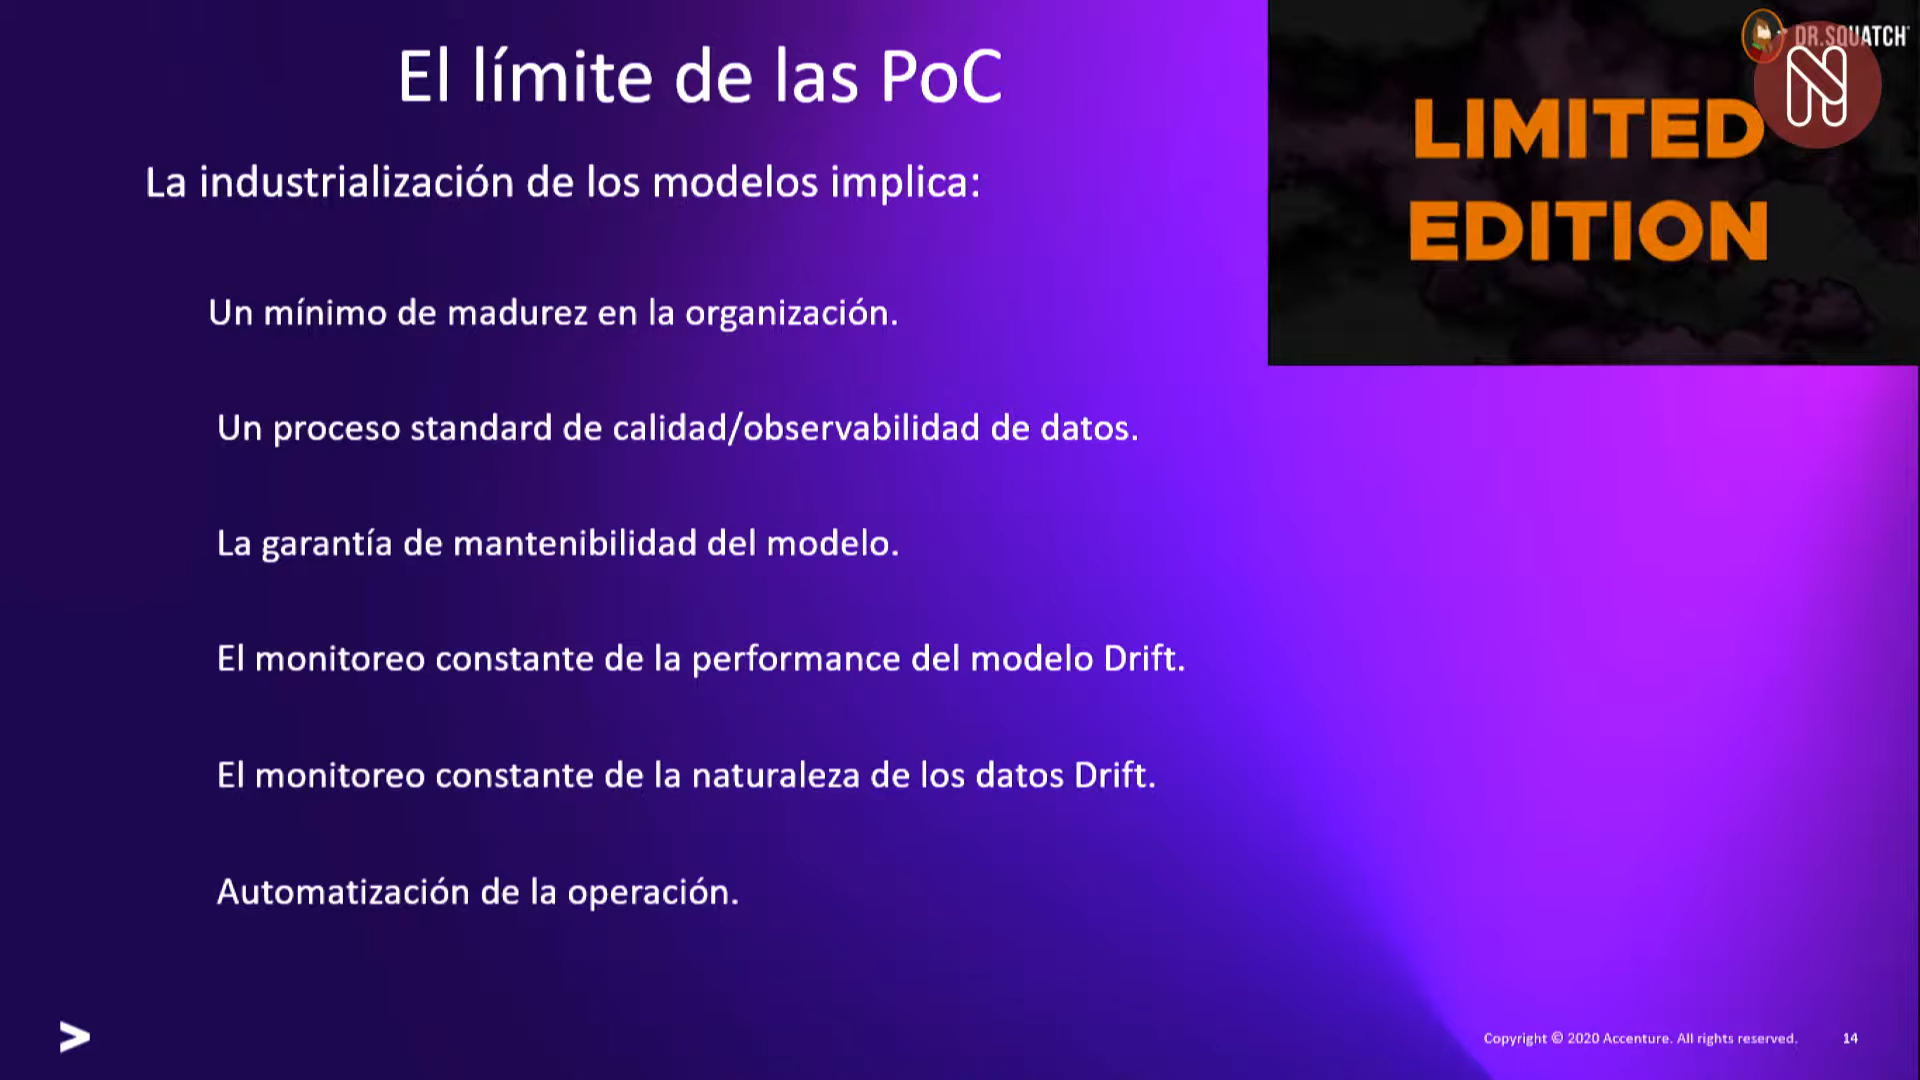 El límite de las PoC
La industrialización de los modelos implica:
Un mínimo de madurez en la organización.
Un proceso standard de calidad/observabilidad de datos.
La garantía de mantenibilidad del modelo.
El monitoreo constante de la performance del modelo Drift.
El monitoreo constante de la naturaleza de los datos Drift.
Automatización de la operación.
DR.SQUATCH
LIMITED
EDITION
>
Copyright © 2020 Accenture. All rights reserved.
14